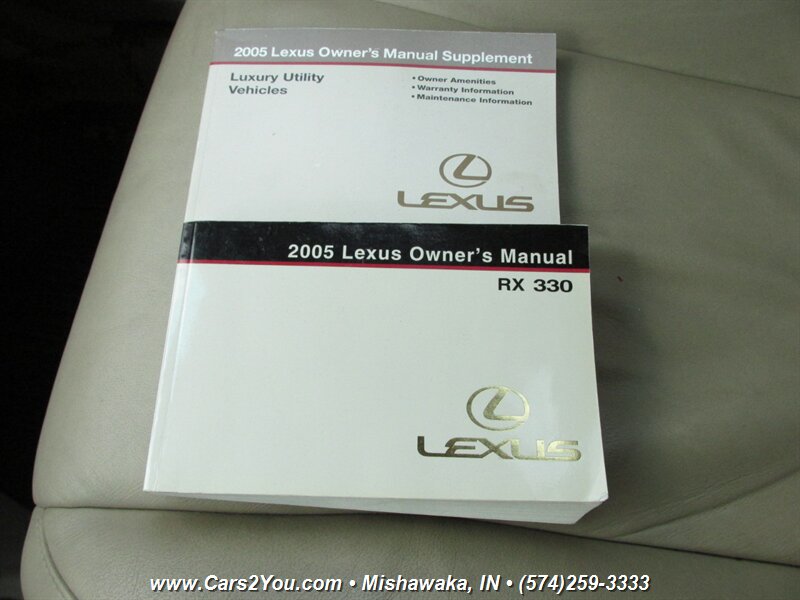 2005 Lexus Owner's Manual Supplement
Luxury Utility
Vehicles
• Owner Amenities
• Warranty Information
• Maintenance Information
LEXUS
2005 Lexus Owner's Manual
RX 330
LEXUS
www.Cars2You.com • Mishawaka, IN • (574)259-3333